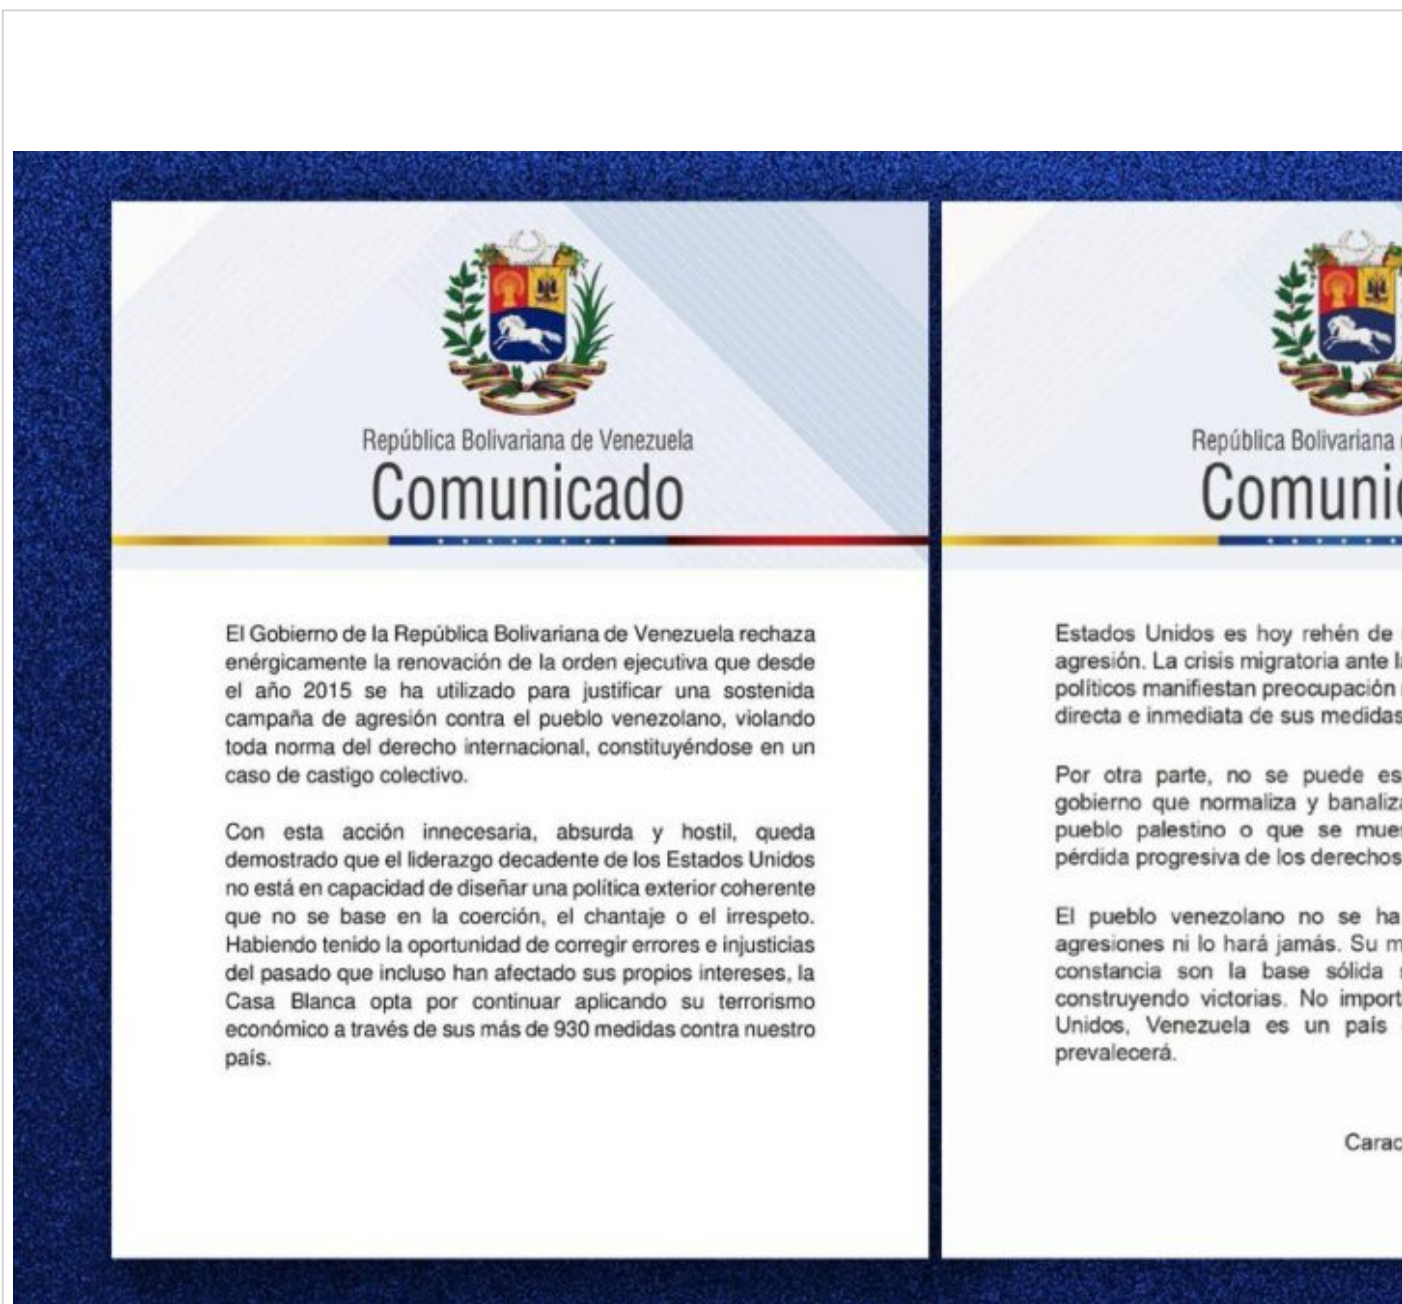 República Bolivariana de Venezuela
Comunicado
El Gobierno de la República Bolivariana de Venezuela rechaza
enérgicamente la renovación de la orden ejecutiva que desde
el año 2015 se ha utilizado para justificar una sostenida
campaña de agresión contra el pueblo venezolano, violando
toda norma del derecho internacional, constituyéndose en un
caso de castigo colectivo.
Con esta acción innecesaria, absurda y hostil, queda
demostrado que el liderazgo decadente de los Estados Unidos
no está en capacidad de diseñar una política exterior coherente
que no se base en la coerción, el chantaje o el irrespeto.
Habiendo tenido la oportunidad de corregir errores e injusticias
del pasado que incluso han afectado sus propios intereses, la
Casa Blanca opta por continuar aplicando su terrorismo
económico a través de sus más de 930 medidas contra nuestro
país.
República Bolivariana
Estados Unidos es hoy rehén de
agresión. La crisis migratoria ante
políticos manifiestan preocupación
directa e inmediata de sus medidas
Por otra parte, no se puede
gobierno que normaliza y
pueblo palestino o que se
pérdida progresiva de los derechos
El pueblo venezolano no se
agresiones ni lo hará jamás. Su
constancia son la base sólida
construyendo victorias. No
Unidos, Venezuela es un país
prevalecerá.